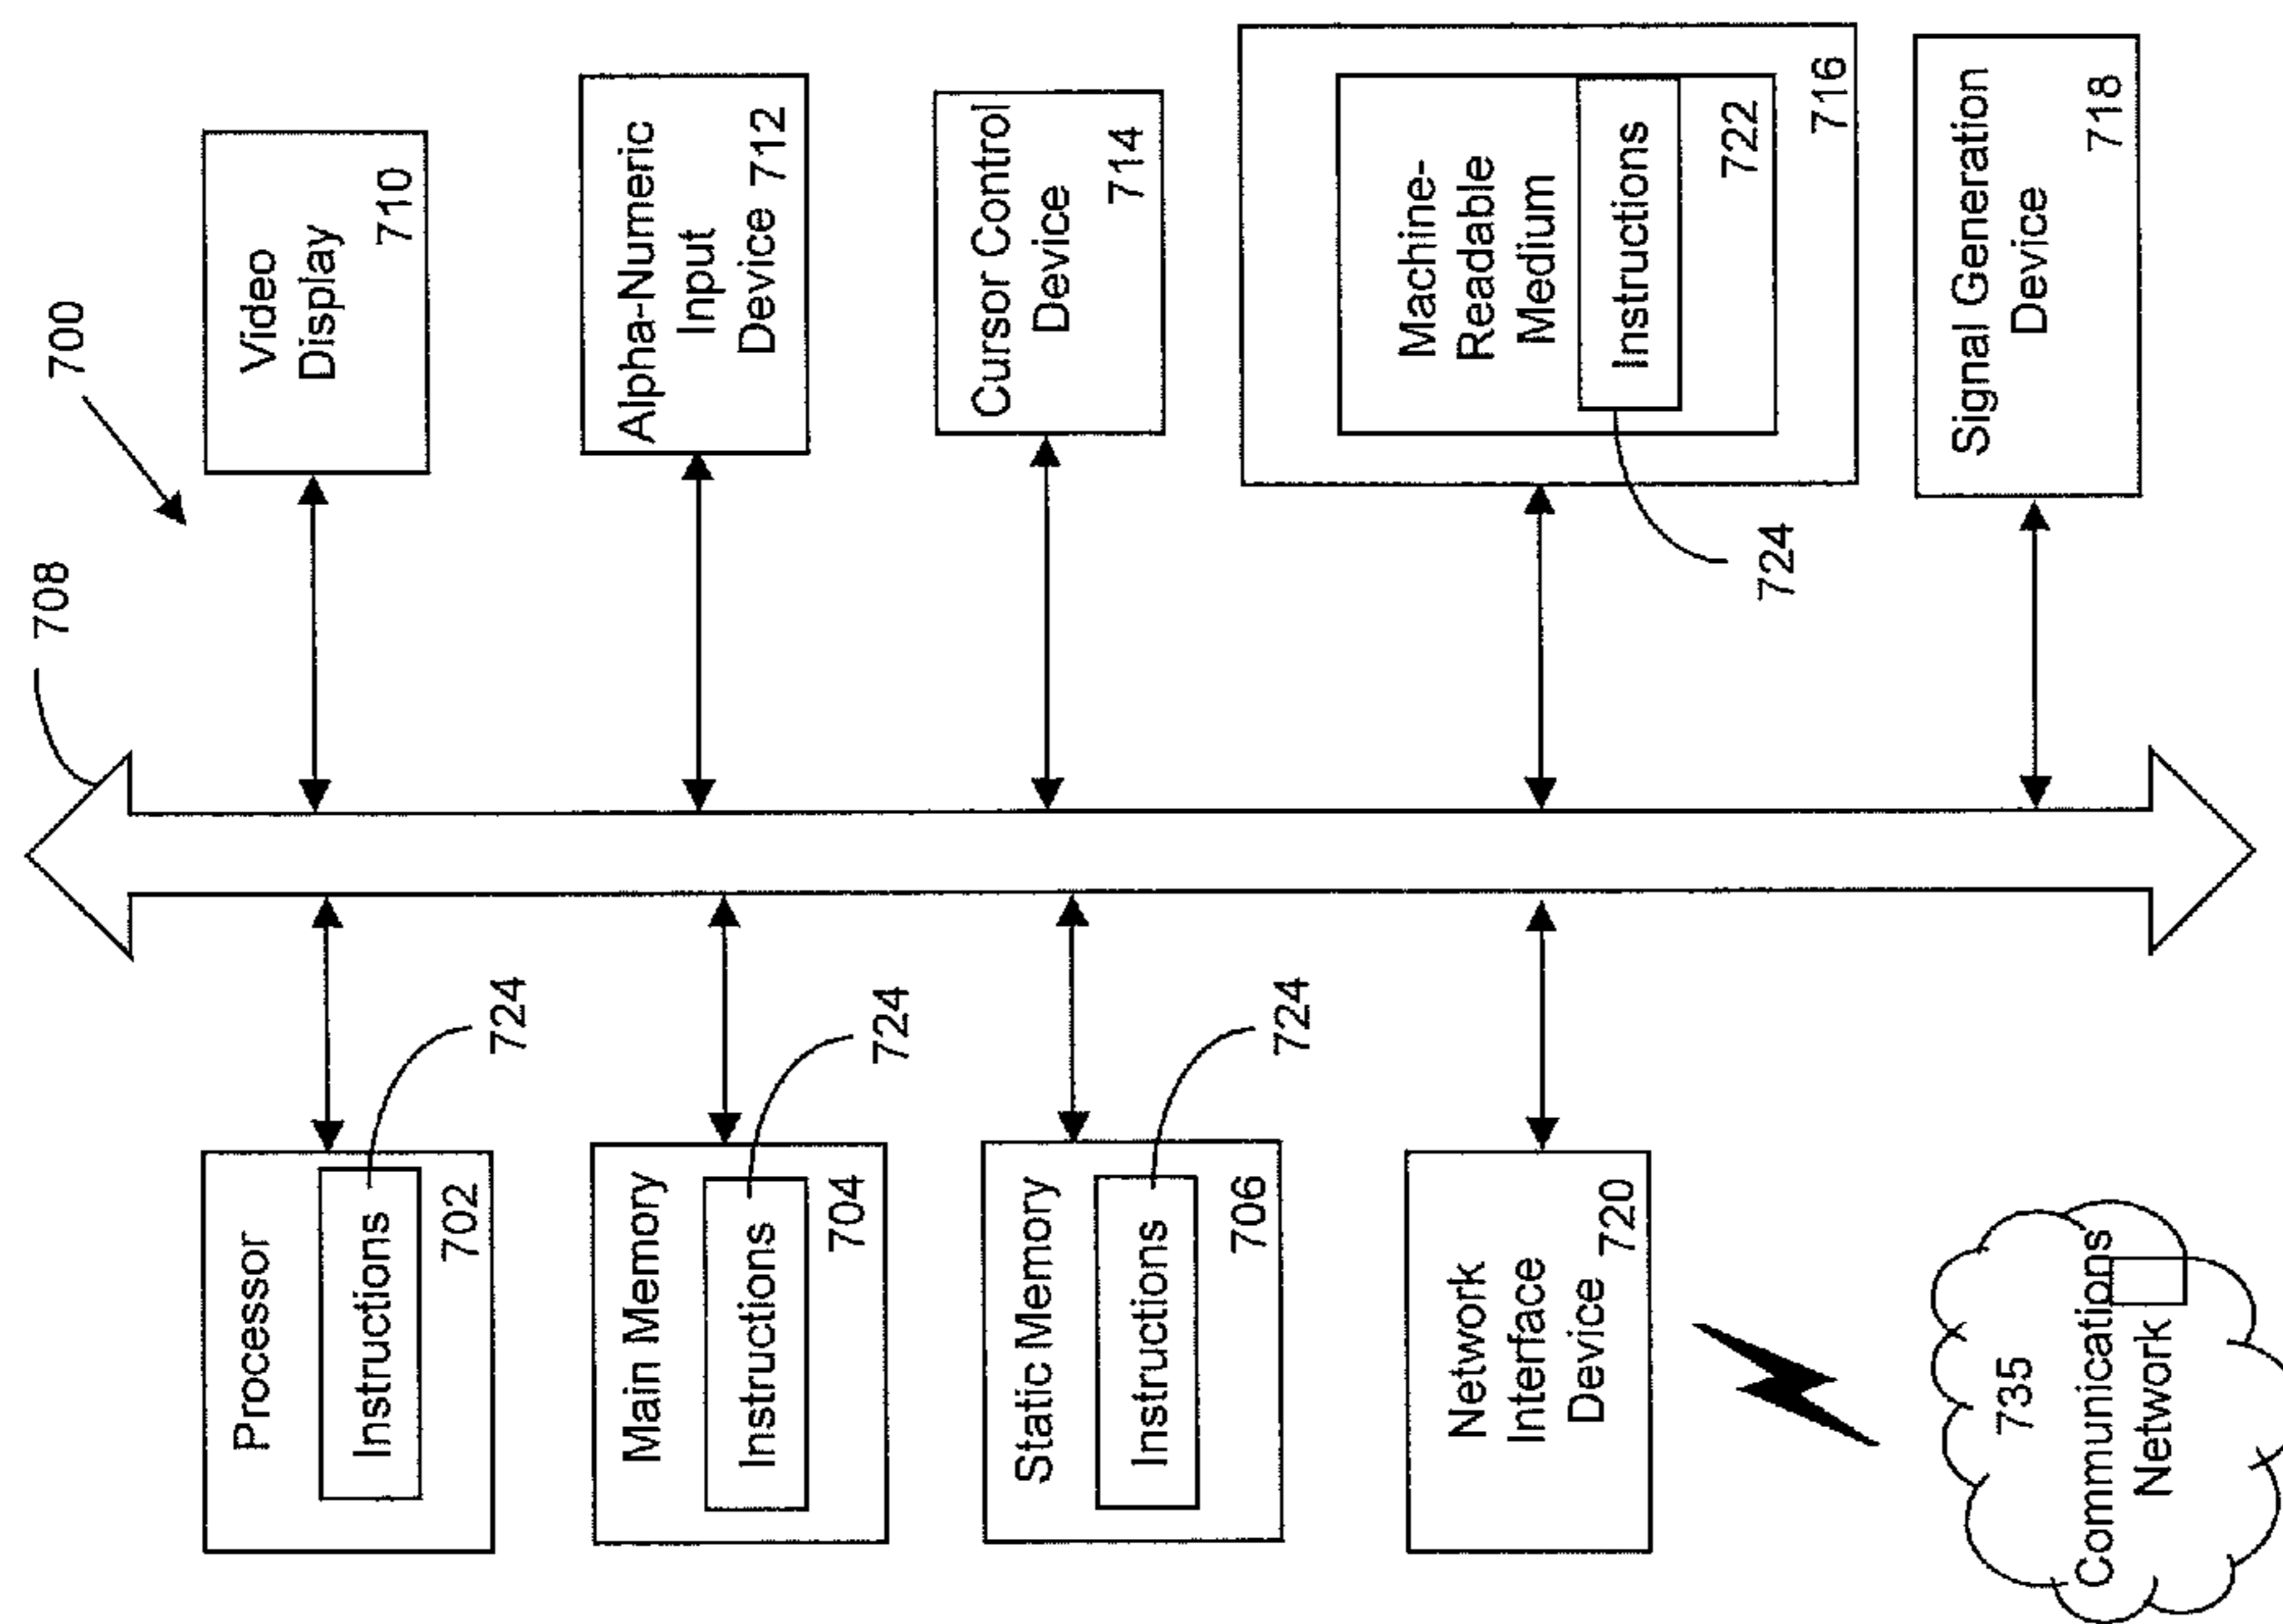 700
708
Processor
Instructions
702
724
Main Memory
Instructions
704
724
Static Memory
Instructions
706
724
Network
Interface
Device 720
735
Communications
Network
Video
Display
710
Alpha-Numeric
Input
Device 712
Cursor Control
Device
714
Machine-
Readable
Medium
Instructions
722
716
724
Signal Generation
Device
718